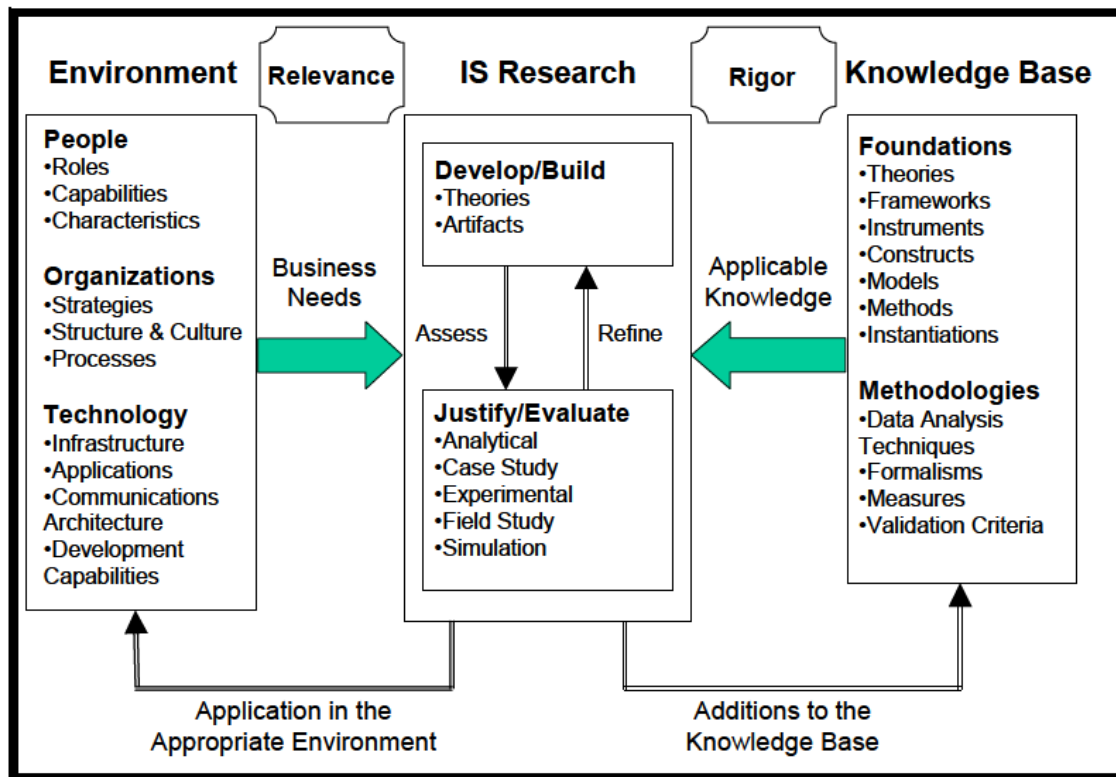 Environment
Relevance
IS Research
Rigor
Knowledge Base
People
•Roles
•Capabilities
•Characteristics
Organizations
•Strategies
•Structure & Culture
•Processes
Technology
•Infrastructure
•Applications
•Communications
Architecture
•Development
Capabilities
Business
Needs
Develop/Build
•Theories
•Artifacts
Assess
Refine
Justify/Evaluate
•Analytical
•Case Study
•Experimental
•Field Study
•Simulation
Applicable
Knowledge
Foundations
•Theories
•Frameworks
•Instruments
•Constructs
•Models
•Methods
•Instantiations
Methodologies
•Data Analysis
Techniques
•Formalisms
•Measures
•Validation Criteria
Application in the
Appropriate Environment
Additions to the
Knowledge Base